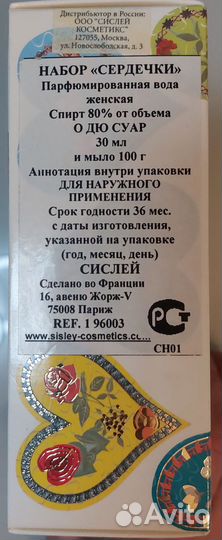 Дистрибьютор в России:
ООО "СИСЛЕЙ
КОСМЕТИКС"
127055, Москва,
ул. Новослободская, д. 3
НАБОР «СЕРДЕЧКИ»
Парфюмированная вода
женская
Спирт 80% от объема
О ДЮ СУАР
30 мл
и мыло 100 г
Аннотация внутри упаковки
ДЛЯ НАРУЖНОГО
ПРИМЕНЕНИЯ
Срок годности 36 мес.
с даты изготовления,
указанной на упаковке
(год, месяц, день)
СИСЛЕЙ
Сделано во Франции
16, авеню Жорж-V
75008 Париж
REF. 1 96003
www.sisley-cosmetics.com
СН01
Avito